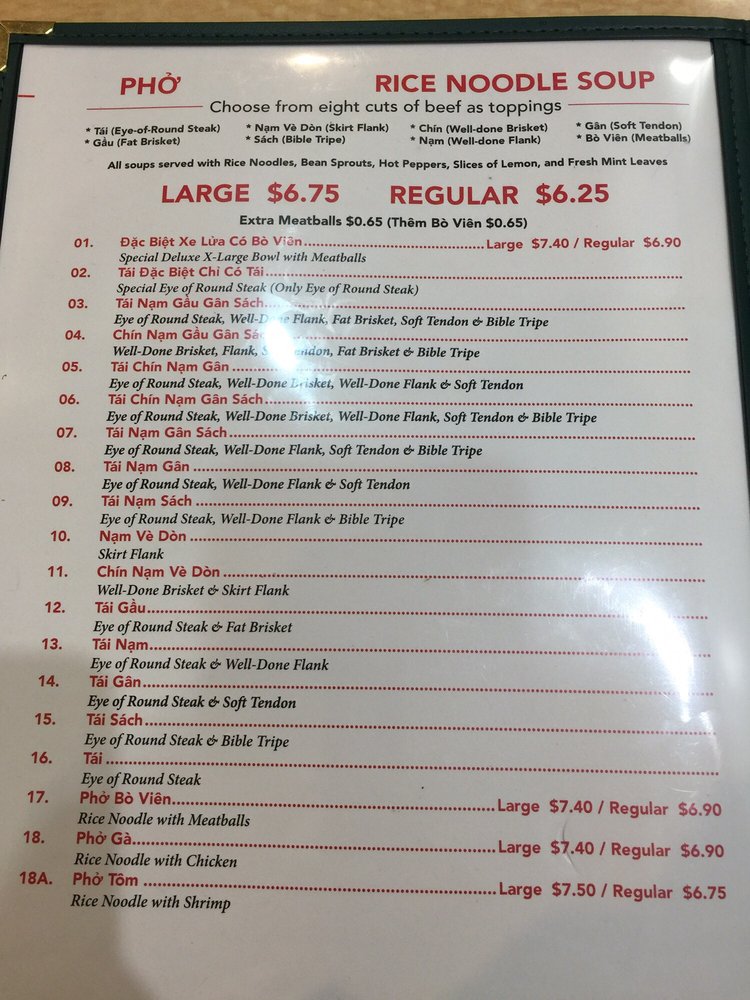 PHỞ RICE NOODLE SOUP
Choose from eight cuts of beef as toppings
* Tái (Eye-of-Round Steak) * Nạm Vè Dòn (Skirt Flank) * Chín (Well-done Brisket) * Gân (Soft Tendon)
* Gầu (Fat Brisket) * Sách (Bible Tripe) * Nạm (Well-done Flank) * Bò Viên (Meatballs)
All soups served with Rice Noodles, Bean Sprouts, Hot Peppers, Slices of Lemon, and Fresh Mint Leaves
LARGE $6.75 REGULAR $6.25
Extra Meatballs $0.65 (Thêm Bò Viên $0.65)
01. Đặc Biệt Xe Lửa Có Bò Viên Large $7.40 / Regular $6.90
Special Deluxe X-Large Bowl with Meatballs
02. Tái Đặc Biệt Chỉ Có Tái
Special Eye of Round Steak (Only Eye of Round Steak)
03. Tái Nạm Gầu Gân Sách
Eye of Round Steak, Well-Done Flank, Fat Brisket, Soft Tendon & Bible Tripe
04. Chín Nạm Gầu Gân Sách
Well-Done Brisket, Flank, Soft Tendon, Fat Brisket & Bible Tripe
05. Tái Chín Nạm Gân
Eye of Round Steak, Well-Done Brisket, Well-Done Flank & Soft Tendon
06. Tái Chín Nạm Gân Sách
Eye of Round Steak, Well-Done Brisket, Well-Done Flank, Soft Tendon & Bible Tripe
07. Tái Nạm Gân Sách
Eye of Round Steak, Well-Done Flank, Soft Tendon & Bible Tripe
08. Tái Nạm Gân
Eye of Round Steak, Well-Done Flank & Soft Tendon
09. Tái Nạm Sách
Eye of Round Steak, Well-Done Flank & Bible Tripe
10. Nạm Vè Dòn
Skirt Flank
11. Chín Nạm Vè Dòn
Well-Done Brisket & Skirt Flank
12. Tái Gầu
Eye of Round Steak & Fat Brisket
13. Tái Nạm
Eye of Round Steak & Well-Done Flank
14. Tái Gân
Eye of Round Steak & Soft Tendon
15. Tái Sách
Eye of Round Steak & Bible Tripe
16. Tái
Eye of Round Steak
17. Phở Bò Viên Large $7.40 / Regular $6.90
Rice Noodle with Meatballs
18. Phở Gà Large $7.40 / Regular $6.90
Rice Noodle with Chicken
18A. Phở Tôm Large $7.50 / Regular $6.75
Rice Noodle with Shrimp